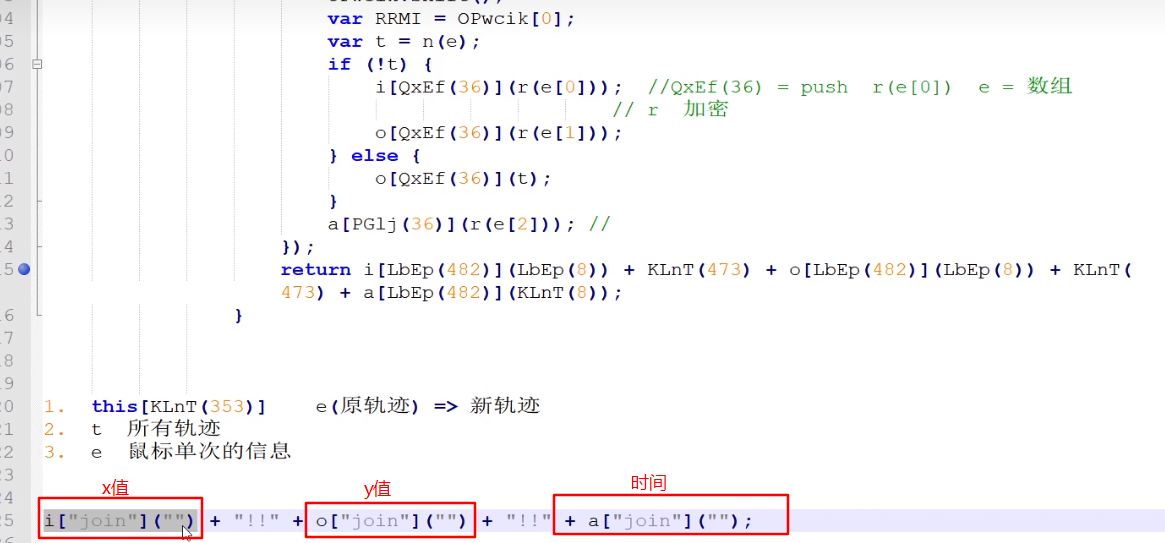 04 var RRMI = OPwcik[0];
05 var t = n(e);
06 if (!t) {
07 i[QxEf(36)](r(e[0])); //QxEf(36) = push r(e[0]) e = 数组
08 // r 加密
09 o[QxEf(36)](r(e[1]));
10 } else {
11 o[QxEf(36)](t);
12 }
13 a[PGlj(36)](r(e[2])); //
14 });
15 return i[LbEp(482)](LbEp(8)) + KLnT(473) + o[LbEp(482)](LbEp(8)) + KLnT(
473) + a[LbEp(482)](KLnT(8));
16 }
17
18
19
20 1. this[KLnT(353)] e(原轨迹) => 新轨迹
21 2. t 所有轨迹
22 3. e 鼠标单次的信息
23
x值 y值 时间
24
25 i["join"]("") + "!!" + o["join"]("") + "!!" + a["join"]("");